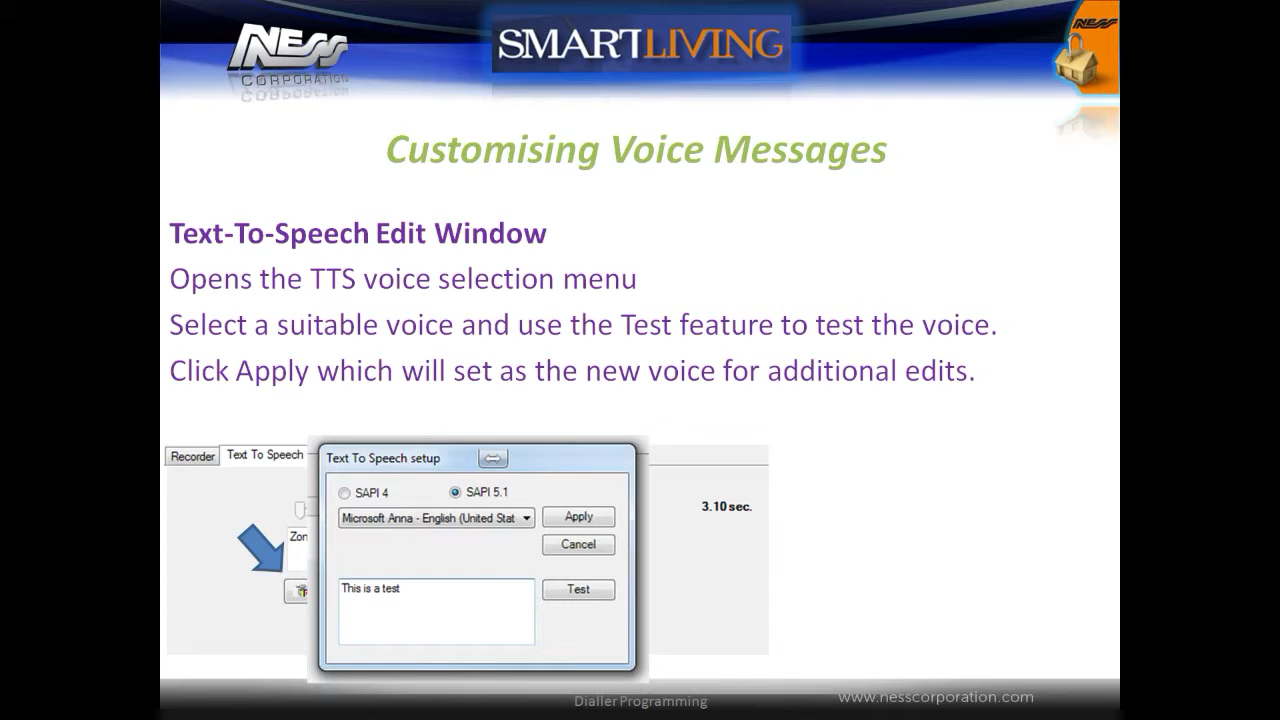 NESS
CORPORATION
SMARTLIVING
NESS
Customising Voice Messages
Text-To-Speech Edit Window
Opens the TTS voice selection menu
Select a suitable voice and use the Test feature to test the voice.
Click Apply which will set as the new voice for additional edits.
Recorder
Text To Speech
Text To Speech setup
SAPI 4
SAPI 5.1
3.10 sec.
Microsoft Anna - English (United Stat
Apply
Zon
Cancel
This is a test
Test
Dialler Programming
www.nesscorporation.com